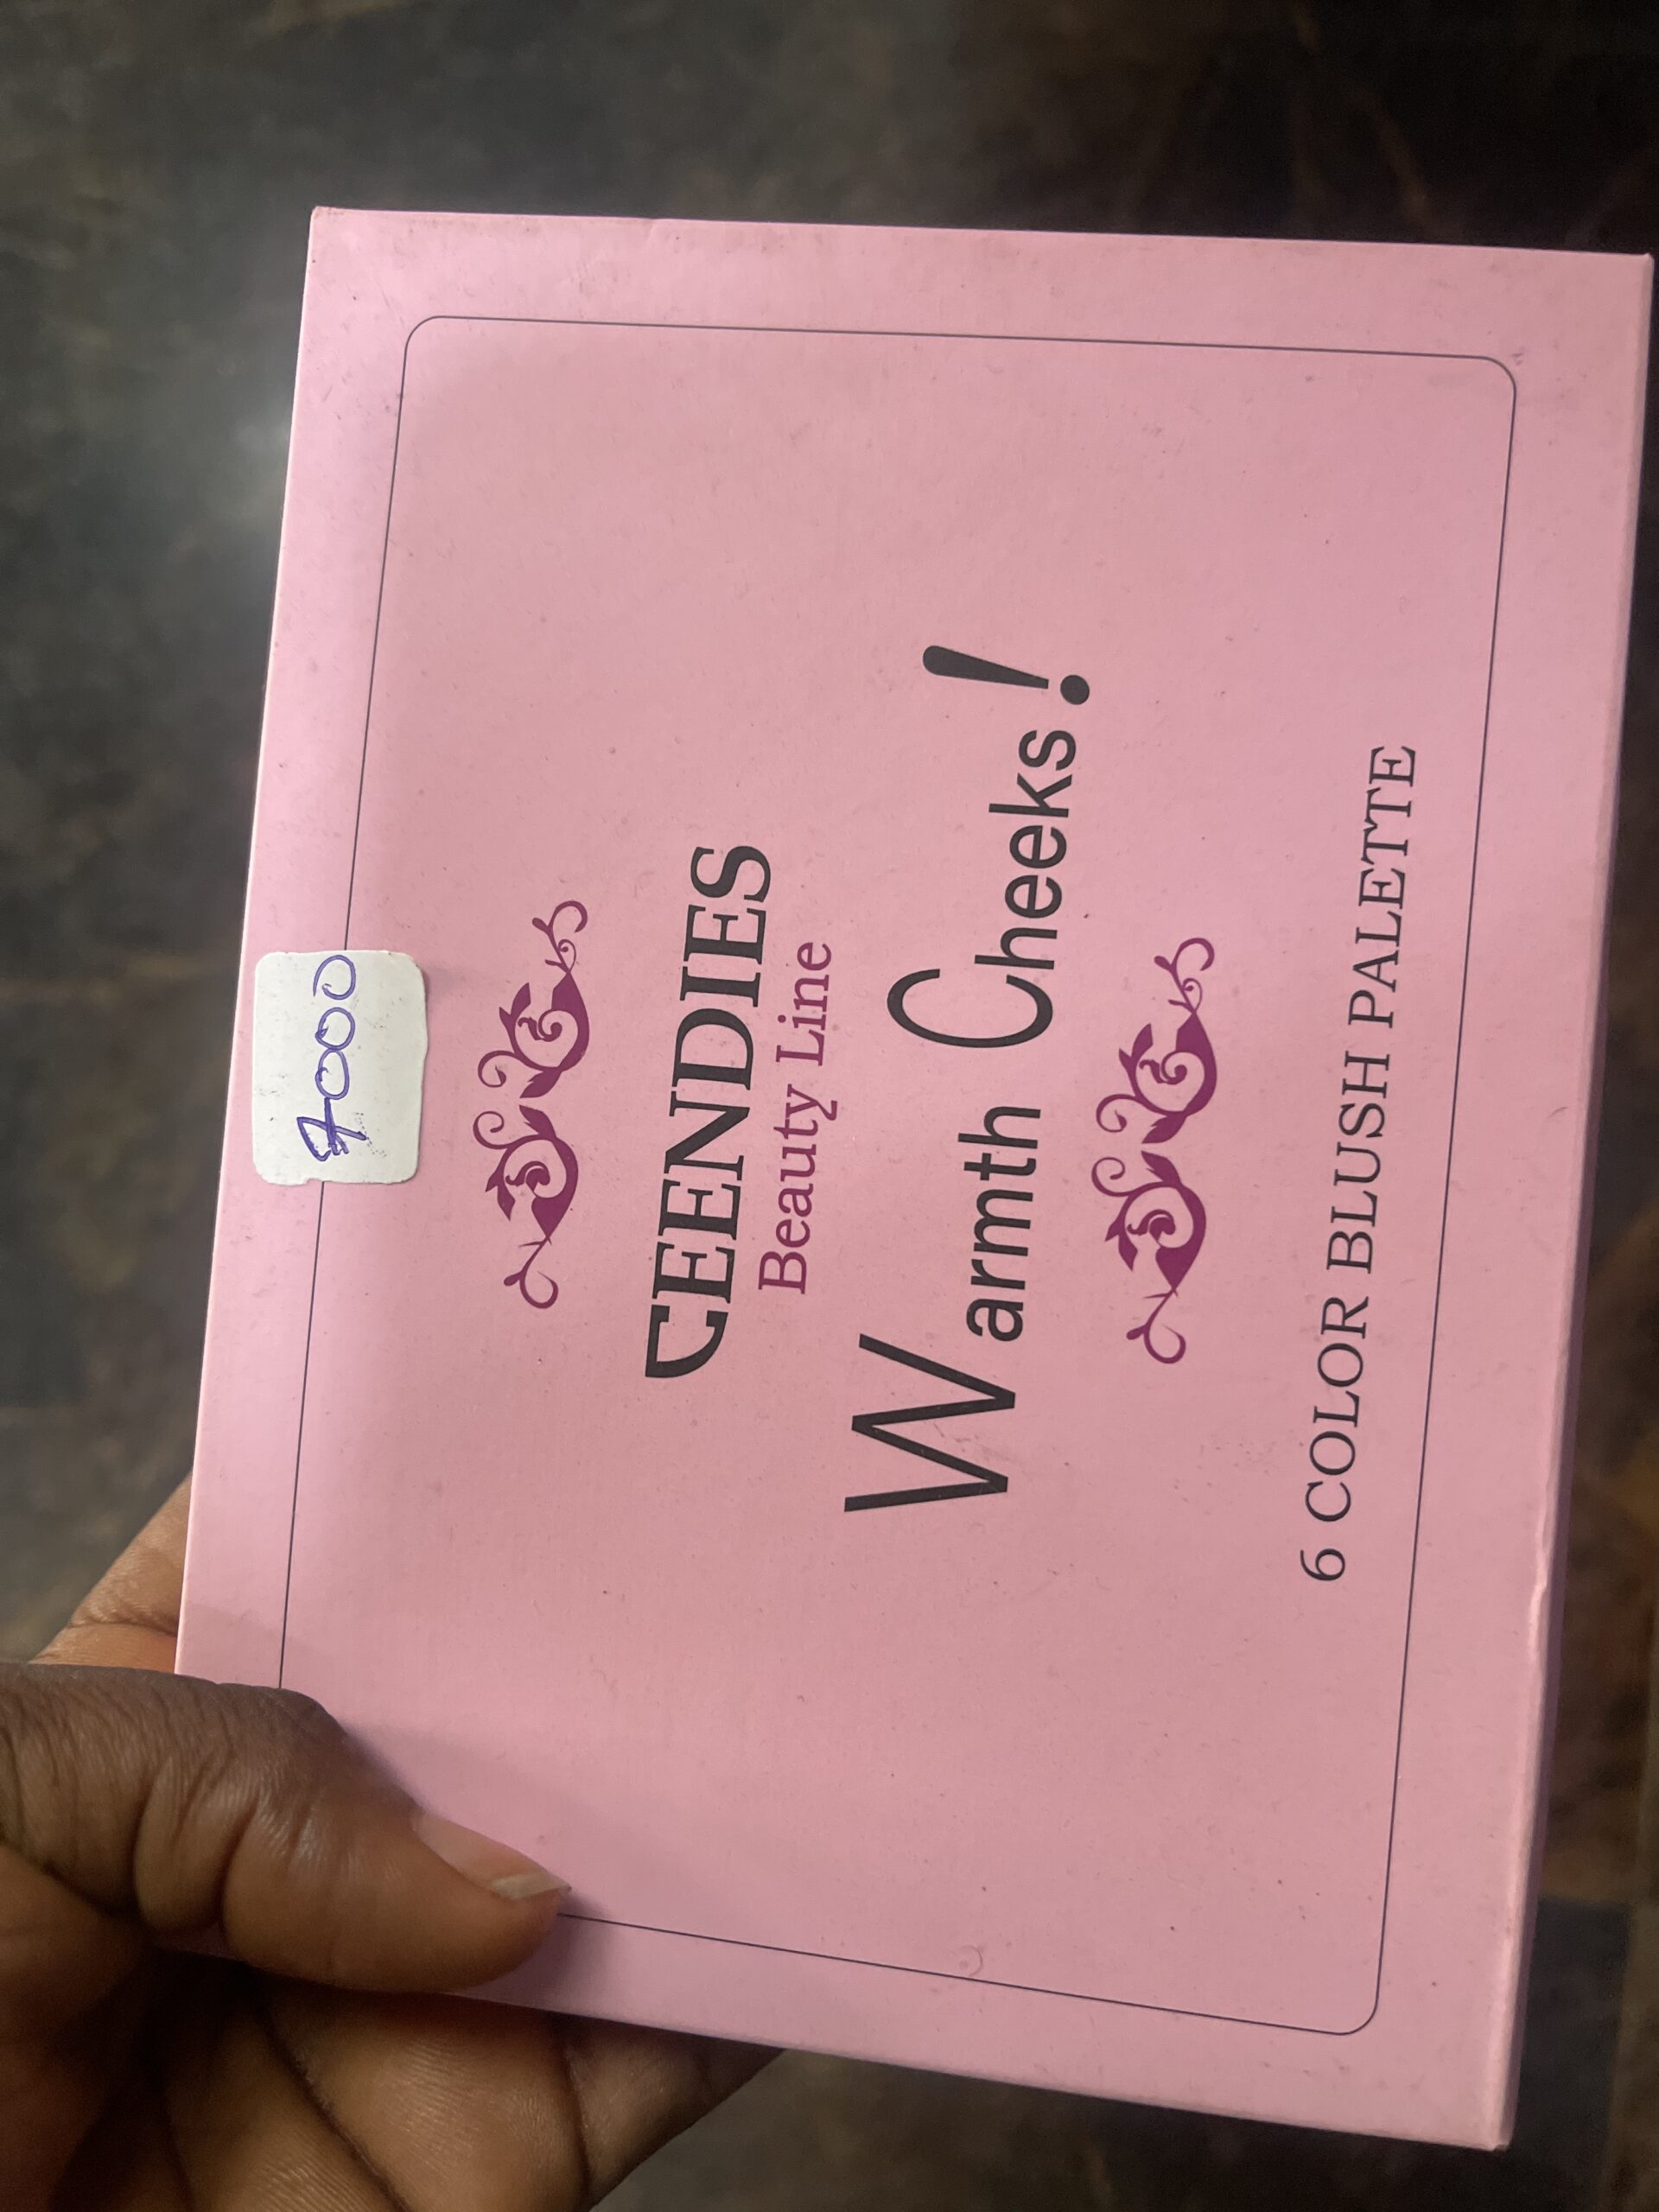 7000
CEENDIES
Beauty Line
Warmth Cheeks!
6 COLOR BLUSH PALETTE